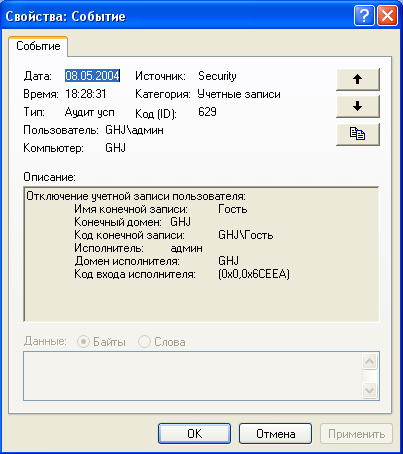 Свойства: Событие
Событие
Дата: 08.05.2004 Источник: Security
Время: 18:28:31 Категория: Учетные записи
Тип: Аудит усп Код (ID): 629
Пользователь: GHJ\админ
Компьютер: GHJ
Описание:
Отключение учетной записи пользователя:
Имя конечной записи: Гость
Конечный домен: GHJ
Код конечной записи: GHJ\Гость
Исполнитель: админ
Домен исполнителя: GHJ
Код входа исполнителя: (0x0,0x6CEEA)
Данные: Байты Слова
OK Отмена Применить